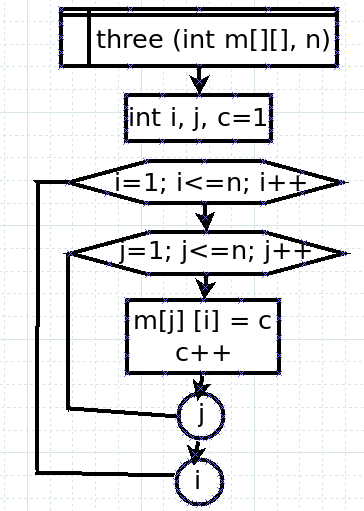 three (int m[][], n)
int i, j, c=1
i=1; i<=n; i++
j=1; j<=n; j++
m[j] [i] = c
c++
j
i